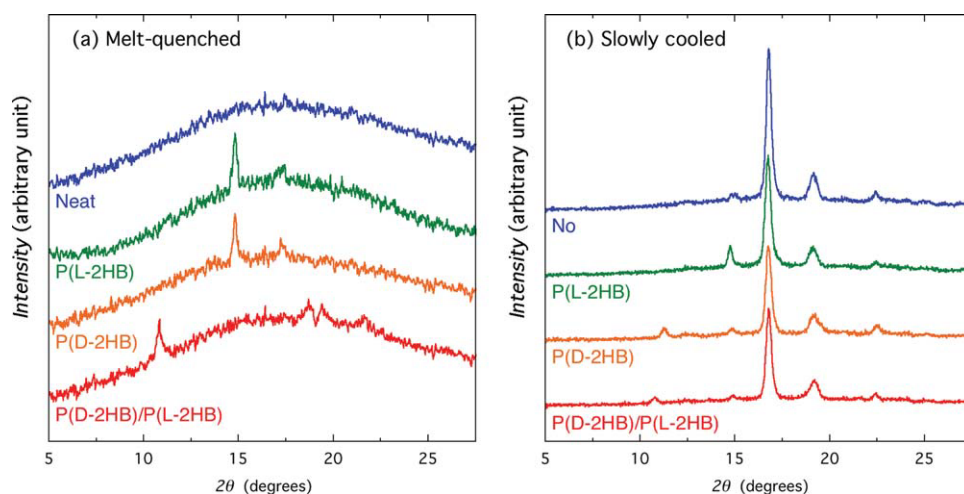 (a) Melt-quenched
Intensity (arbitrary unit)
Neat
P(L-2HB)
P(D-2HB)
P(D-2HB)/P(L-2HB)
5 10 15 20 25
2θ (degrees)
(b) Slowly cooled
Intensity (arbitrary unit)
No
P(L-2HB)
P(D-2HB)
P(D-2HB)/P(L-2HB)
5 10 15 20 25
2θ (degrees)